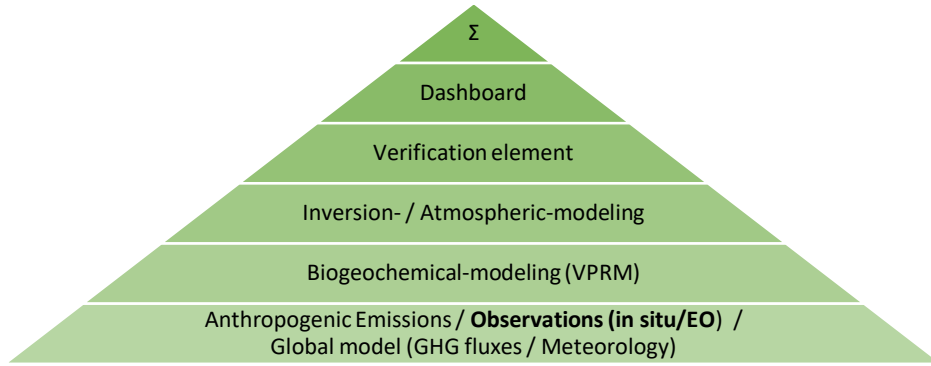 Σ
Dashboard
Verification element
Inversion- / Atmospheric-modeling
Biogeochemical-modeling (VPRM)
Anthropogenic Emissions / Observations (in situ/EO) /
Global model (GHG fluxes / Meteorology)